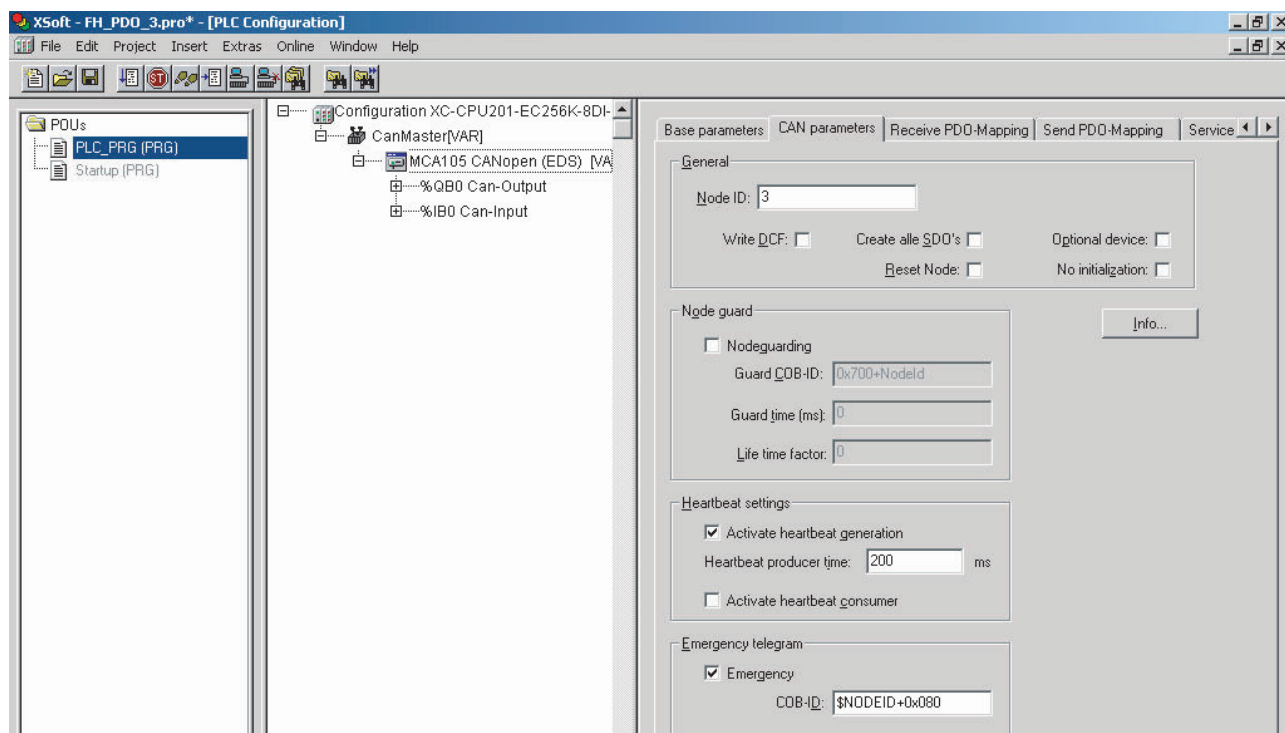 XSoft - FH_PDO_3.pro* - [PLC Configuration]
File Edit Project Insert Extras Online Window Help
ST
POUs
PLC_PRG (PRG)
Startup (PRG)
Configuration XC-CPU201-EC256K-8DI-
CanMaster[VAR]
MCA105 CANopen (EDS) [VA
%QB0 Can-Output
%IB0 Can-Input
Base parameters CAN parameters Receive PDO-Mapping Send PDO-Mapping Service
General
Node ID: 3
Write DCF: Create alle SDO's Optional device:
Reset Node: No initialization:
Node guard
Info...
Nodeguarding
Guard COB-ID: 0x700+NodeId
Guard time (ms): 0
Life time factor: 0
Heartbeat settings
Activate heartbeat generation
Heartbeat producer time: 200 ms
Activate heartbeat consumer
Emergency telegram
Emergency
COB-ID: $NODEID+0x080